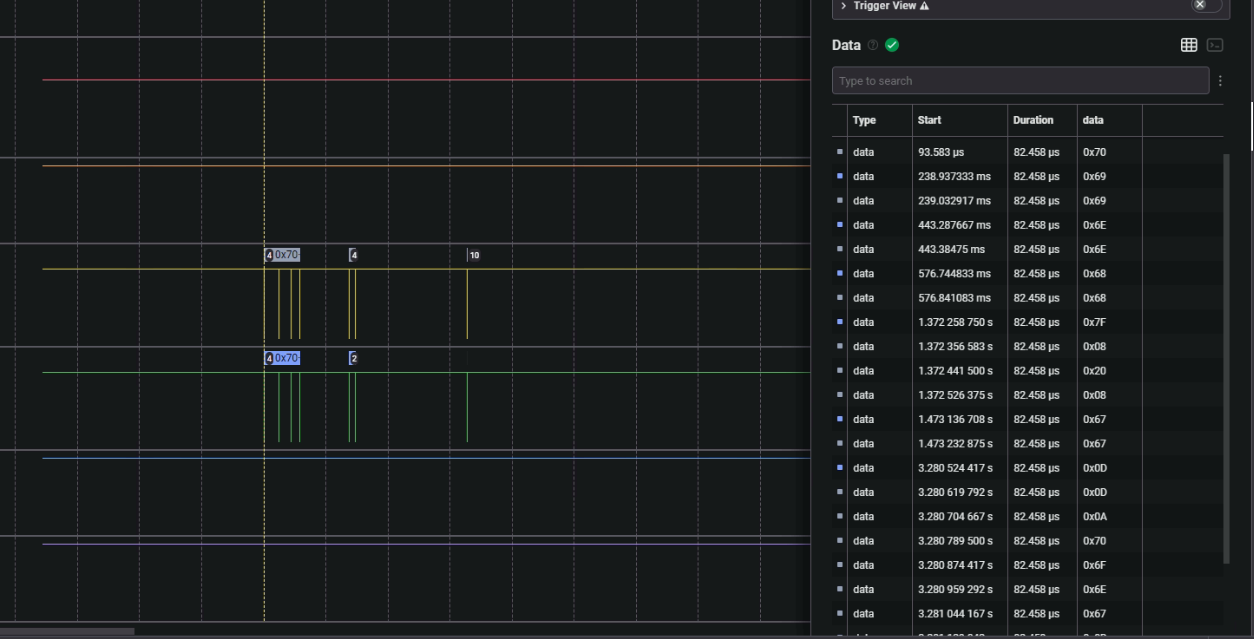 Trigger View
Data
Type to search
Type Start Duration data
data 93.583 µs 82.458 µs 0x70
data 238.937333 ms 82.458 µs 0x69
data 239.032917 ms 82.458 µs 0x69
data 443.287667 ms 82.458 µs 0x6E
data 443.38475 ms 82.458 µs 0x6E
data 576.744833 ms 82.458 µs 0x68
data 576.841083 ms 82.458 µs 0x68
data 1.372 258 750 s 82.458 µs 0x7F
data 1.372 356 583 s 82.458 µs 0x08
data 1.372 441 500 s 82.458 µs 0x20
data 1.372 526 375 s 82.458 µs 0x08
data 1.473 136 708 s 82.458 µs 0x67
data 1.473 232 875 s 82.458 µs 0x67
data 3.280 524 417 s 82.458 µs 0x0D
data 3.280 619 792 s 82.458 µs 0x0D
data 3.280 704 667 s 82.458 µs 0x0A
data 3.280 789 500 s 82.458 µs 0x70
data 3.280 874 417 s 82.458 µs 0x6F
data 3.280 959 292 s 82.458 µs 0x6E
data 3.281 044 167 s 82.458 µs 0x67
4 0x70 4 10
4 0x70 2